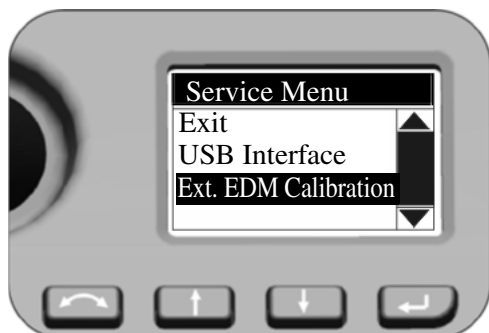 Service Menu
Exit
USB Interface
Ext. EDM Calibration